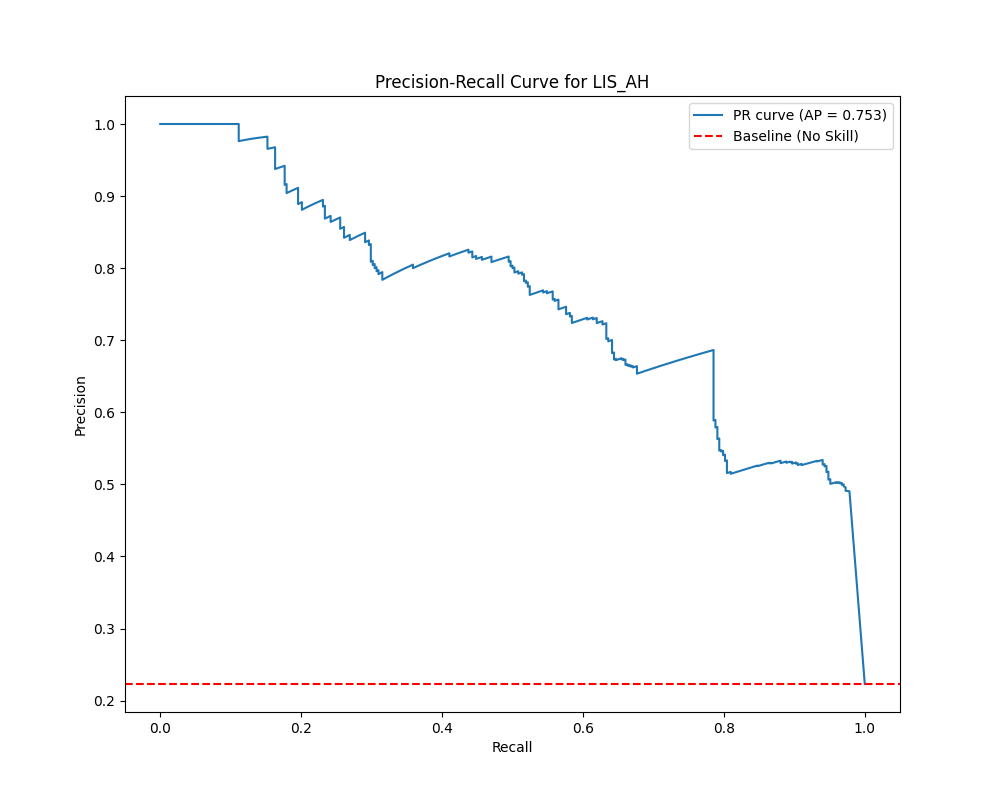 Precision-Recall Curve for LIS_AH
PR curve (AP = 0.753)
Baseline (No Skill)
Precision
1.0
0.9
0.8
0.7
0.6
0.5
0.4
0.3
0.2
0.0 0.2 0.4 0.6 0.8 1.0
Recall